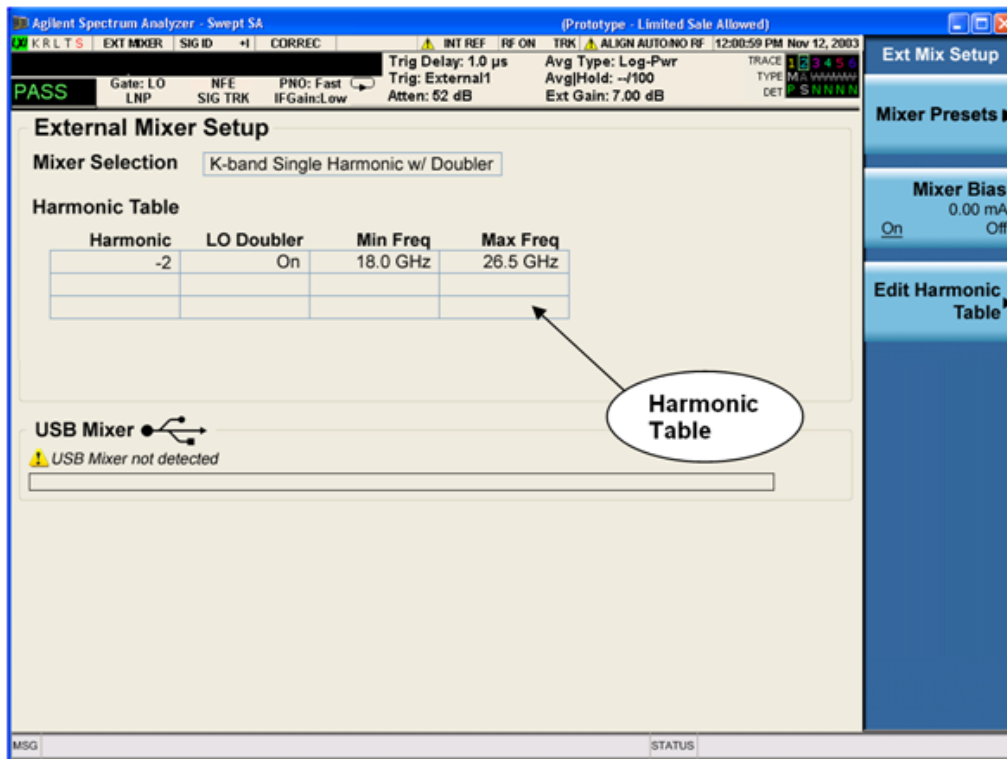 Agilent Spectrum Analyzer - Swept SA (Prototype - Limited Sale Allowed)
K R L T S EXT MIXER SIG ID +I CORREC INT REF RF ON TRK ALIGN AUTO:NO RF 12:00:59 PM Nov 12, 2003
Trig Delay: 1.0 µs Avg Type: Log-Pwr TRACE 1 2 3 4 5 6
PASS Gate: LO NFE PNO: Fast Trig: External1 Avg|Hold: --/100 TYPE M A W W W W
LNP SIG TRK IFGain:Low Atten: 52 dB Ext Gain: 7.00 dB DET P S N N N N
External Mixer Setup
Mixer Selection K-band Single Harmonic w/ Doubler
Harmonic Table
Harmonic LO Doubler Min Freq Max Freq
-2 On 18.0 GHz 26.5 GHz
Harmonic
Table
USB Mixer
USB Mixer not detected
Ext Mix Setup
Mixer Presets
Mixer Bias
0.00 mA
On Off
Edit Harmonic
Table
MSG STATUS